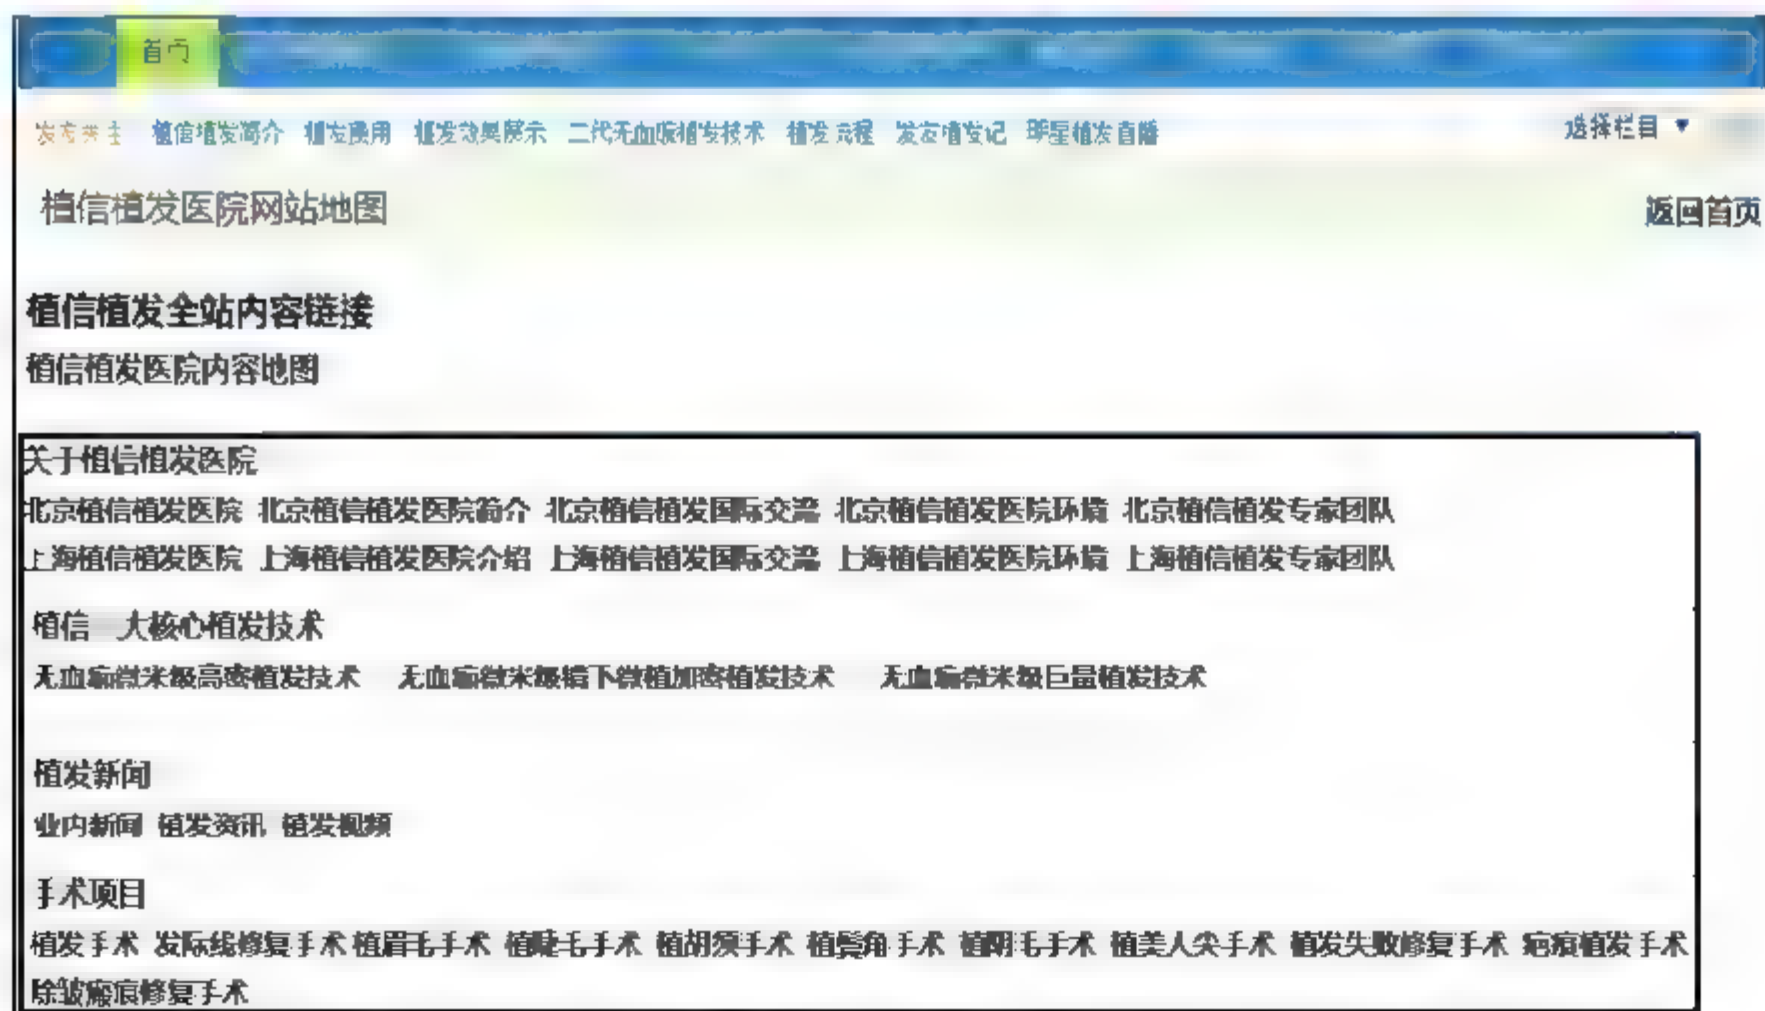 首页
植信植发简介 植发费用 植发效果展示 二代无血痕植发技术 植发流程 发友植发记 明星植发直播 选择栏目
植信植发医院网站地图 返回首页
植信植发全站内容链接
植信植发医院内容地图
关于植信植发医院
北京植信植发医院 北京植信植发医院简介 北京植信植发国际交流 北京植信植发医院环境 北京植信植发专家团队
上海植信植发医院 上海植信植发医院介绍 上海植信植发国际交流 上海植信植发医院环境 上海植信植发专家团队
植信 大核心植发技术
无血痕微米级高密植发技术 无血痕微米级镜下微植加密植发技术 无血痕微米级巨量植发技术
植发新闻
业内新闻 植发资讯 植发视频
手术项目
植发手术 发际线修复手术 植眉毛手术 植睫毛手术 植胡须手术 植鬓角手术 植阴毛手术 植美人尖手术 植发失败修复手术 疤痕植发手术
除皱瘢痕修复手术